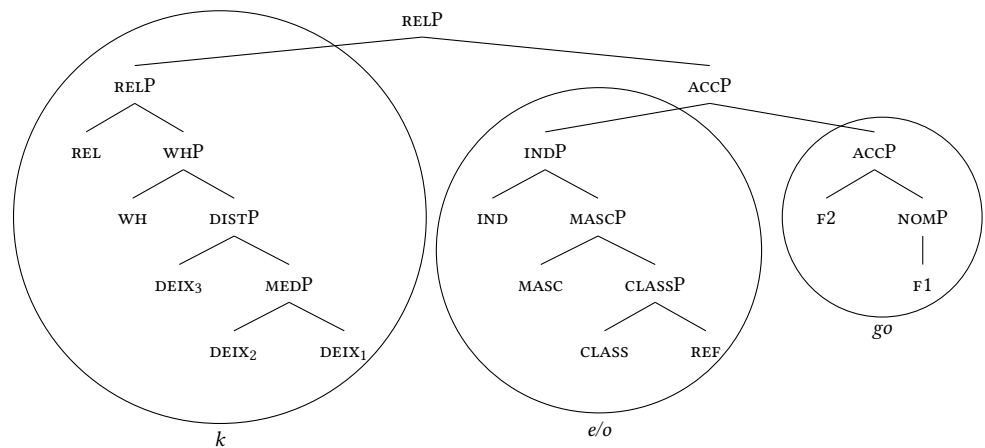 RELP
RELP ACCP
REL WHP INDP ACCP
WH DISTP IND MASCP F2 NOMP
DEIX₃ MEDP MASC CLASSP F1
DEIX₂ DEIX₁ CLASS REF
go
e/o
k